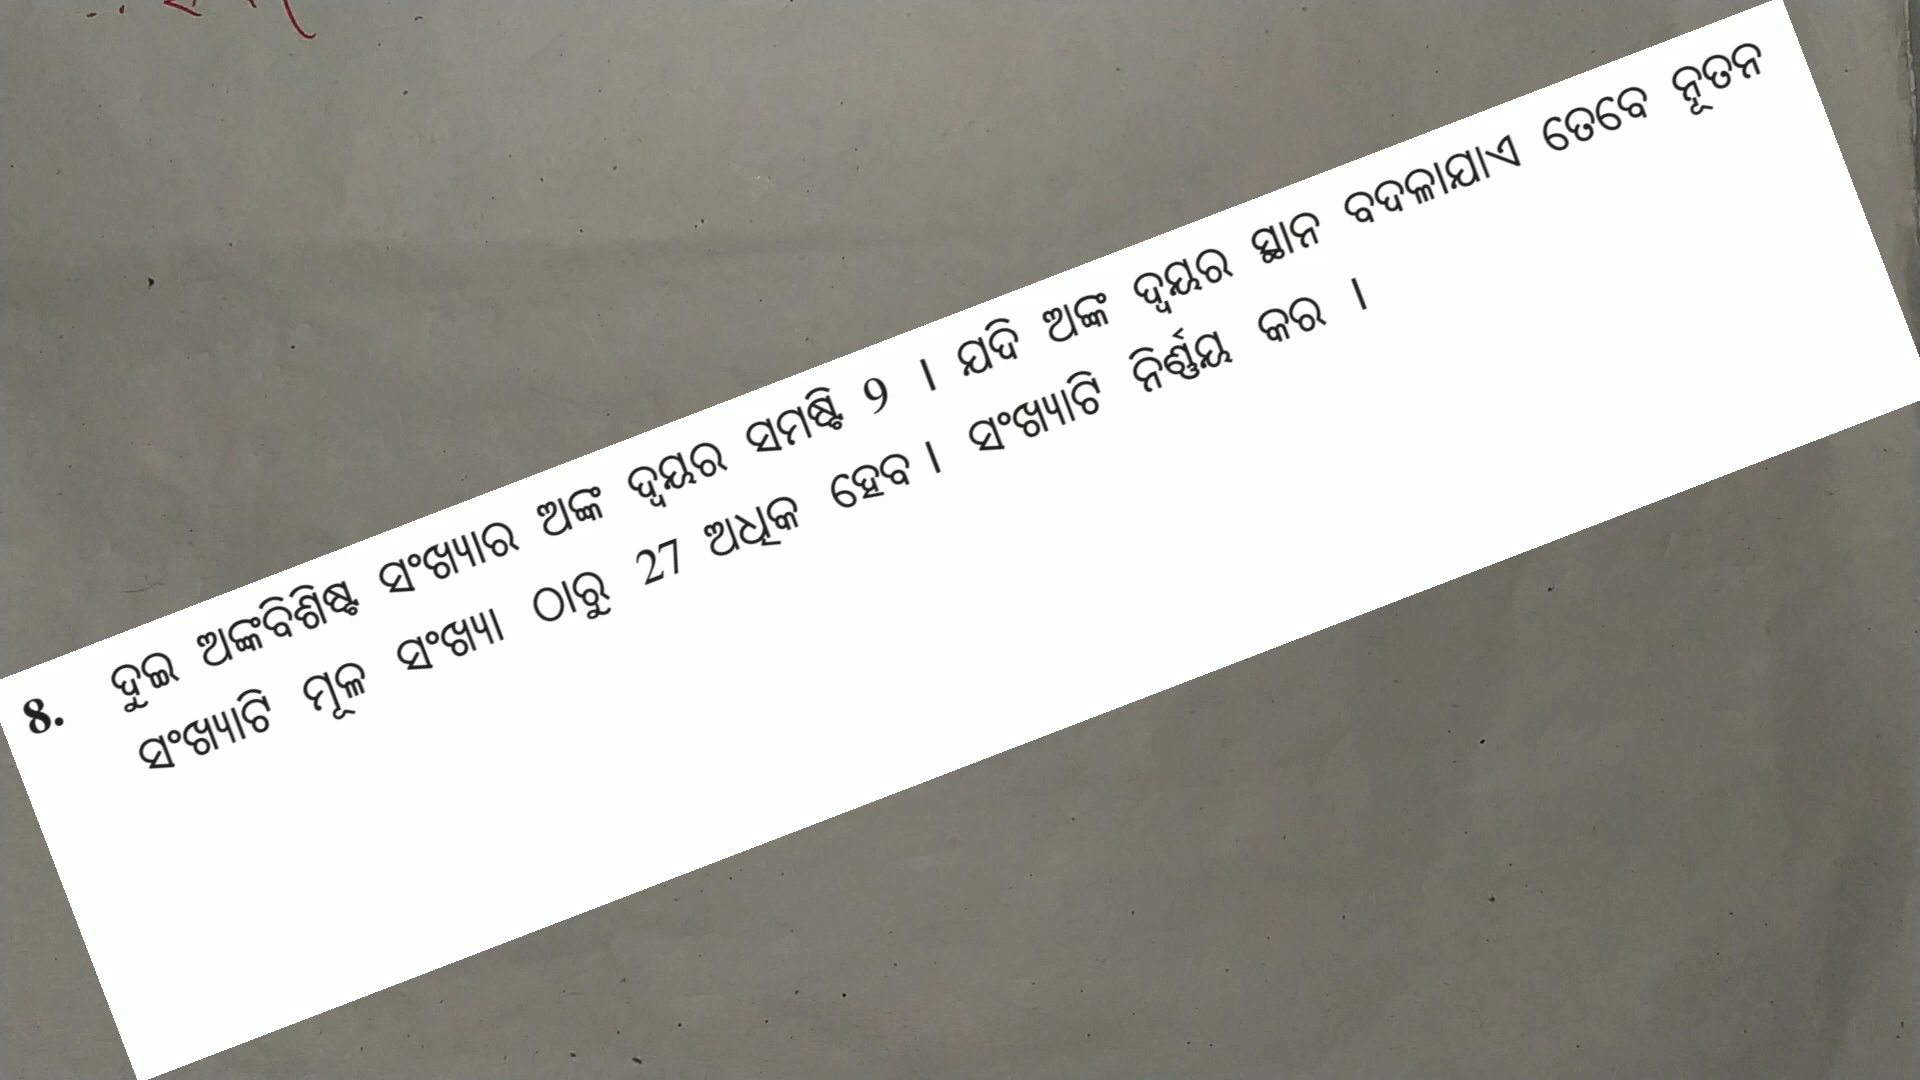 8. ଦୁଇ ଅଙ୍କବିଶିଷ୍ଟ ସଂଖ୍ୟାର ଅଙ୍କ ଦ୍ୱୟର ସମଷ୍ଟି 9 । ଯଦି ଅଙ୍କ ଦ୍ୱୟର ସ୍ଥାନ ବଦଳାଯାଏ ତେବେ ନୂତନ
ସଂଖ୍ୟାଟି ମୂଳ ସଂଖ୍ୟା ଠାରୁ 27 ଅଧିକ ହେବ । ସଂଖ୍ୟାଟି ନିର୍ଣ୍ଣୟ କର ।